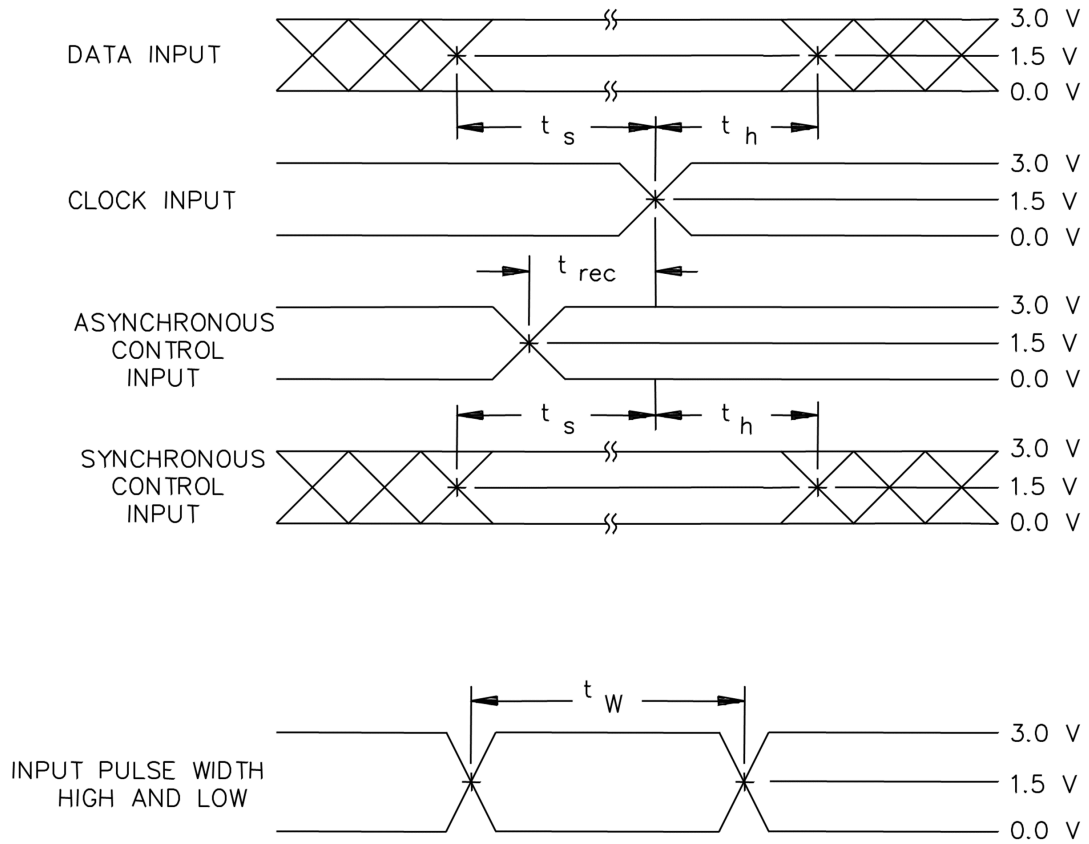 3.0 V
DATA INPUT
1.5 V
0.0 V
t s
t h
3.0 V
CLOCK INPUT
1.5 V
0.0 V
t rec
3.0 V
ASYNCHRONOUS
CONTROL
INPUT
1.5 V
0.0 V
t s
t h
3.0 V
SYNCHRONOUS
CONTROL
INPUT
1.5 V
0.0 V
t W
3.0 V
INPUT PULSE WIDTH
HIGH AND LOW
1.5 V
0.0 V